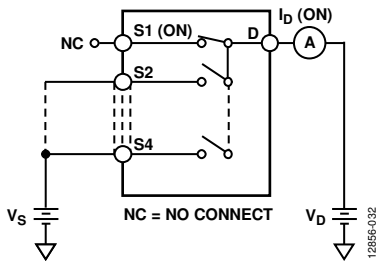 I_D (ON)
NC
S1 (ON)
D
A
S2
S4
V_S
V_D
NC = NO CONNECT
12856-032